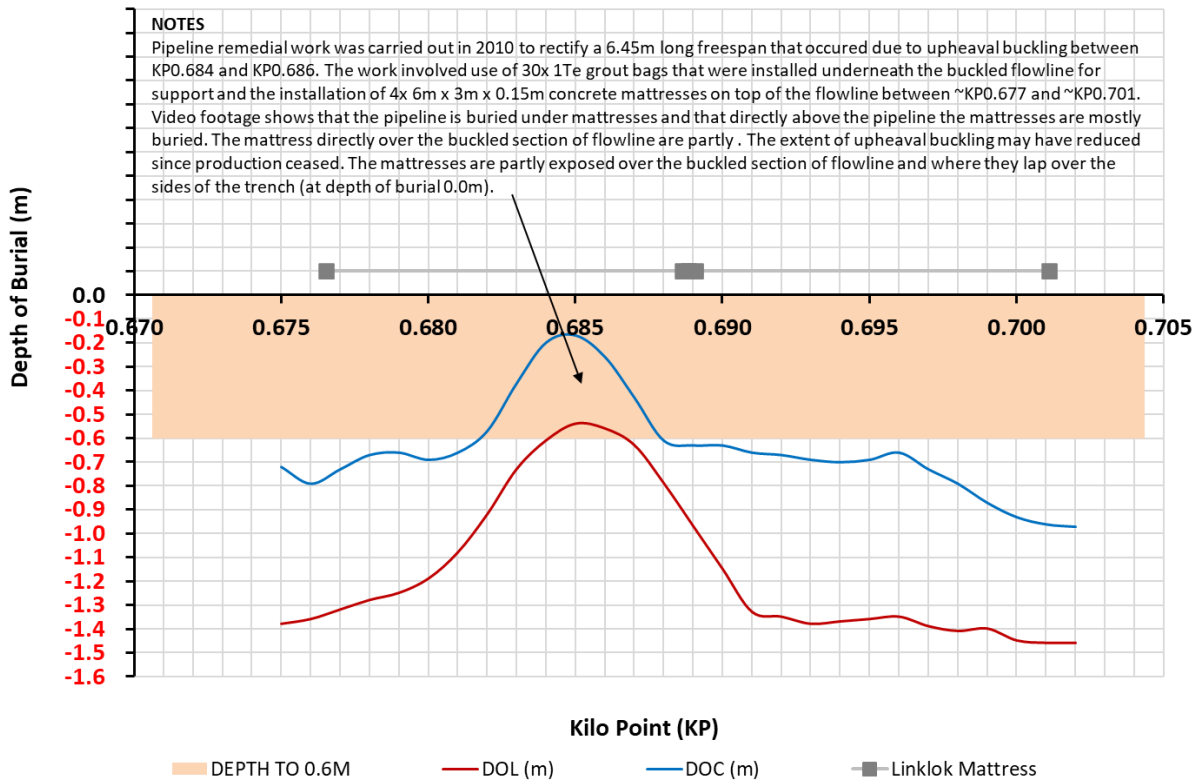 NOTES
Pipeline remedial work was carried out in 2010 to rectify a 6.45m long freespan that occured due to upheaval buckling between
KP0.684 and KP0.686. The work involved use of 30x 1Te grout bags that were installed underneath the buckled flowline for
support and the installation of 4x 6m x 3m x 0.15m concrete mattresses on top of the flowline between ~KP0.677 and ~KP0.701.
Video footage shows that the pipeline is buried under mattresses and that directly above the pipeline the mattresses are mostly
buried. The mattress directly over the buckled section of flowline are partly . The extent of upheaval buckling may have reduced
since production ceased. The mattresses are partly exposed over the buckled section of flowline and where they lap over the
sides of the trench (at depth of burial 0.0m).
Depth of Burial (m)
0.0
-0.1
0.670 0.675 0.680 0.685 0.690 0.695 0.700 0.705
-0.2
-0.3
-0.4
-0.5
-0.6
-0.7
-0.8
-0.9
-1.0
-1.1
-1.2
-1.3
-1.4
-1.5
-1.6
Kilo Point (KP)
DEPTH TO 0.6M DOL (m) DOC (m) Linklok Mattress